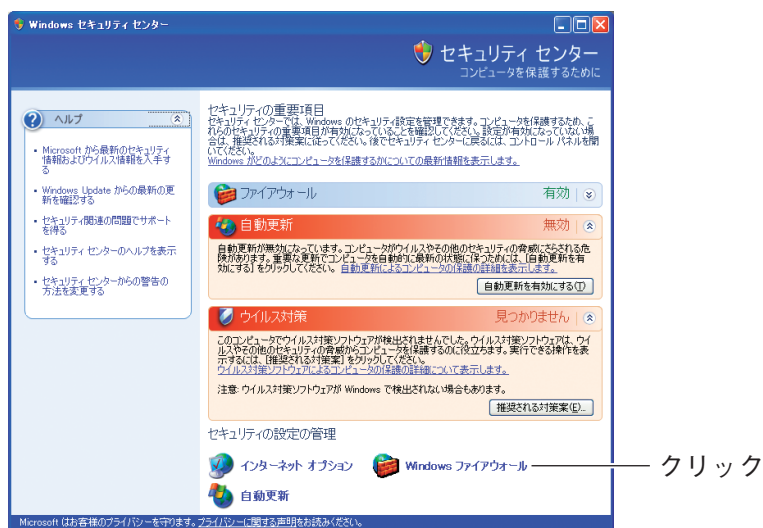 Windows セキュリティ センター
セキュリティ センター
コンピュータを保護するために
ヘルプ
• Microsoft から最新のセキュリティ
情報およびウイルス情報を入手す
る
• Windows Update からの最新の更
新を確認する
• セキュリティ関連の問題でサポート
を得る
• セキュリティ センターのヘルプを表示
する
• セキュリティ センターからの警告の
方法を変更する
セキュリティの重要項目
セキュリティ センターでは、Windows のセキュリティ設定を管理できます。コンピュータを保護するため、こ
れらのセキュリティの重要項目が有効になっていることを確認してください。設定が有効になっていない場
合は、推奨される対策案に従ってください。後でセキュリティ センターに戻るには、コントロール パネルを開
いてください。
Windows がどのようにコンピュータを保護するかについての最新情報を表示します。
ファイアウォール 有効
自動更新 無効
自動更新が無効になっています。コンピュータがウイルスやその他のセキュリティの脅威にさらされる危
険があります。重要な更新でコンピュータを自動的に最新の状態に保つためには、[自動更新を有
効にする] をクリックしてください。 自動更新によるコンピュータの保護の詳細を表示します。
自動更新を有効にする(T)
ウイルス対策 見つかりません
このコンピュータでウイルス対策ソフトウェアが検出されませんでした。ウイルス対策ソフトウェアは、ウイ
ルスやその他のセキュリティの脅威からコンピュータを保護するのに役立ちます。実行できる操作を表
示するには、[推奨される対策案] をクリックしてください。
ウイルス対策ソフトウェアによるコンピュータの保護の詳細について表示します。
注意: ウイルス対策ソフトウェアが Windows で検出されない場合もあります。
推奨される対策案(E)...
セキュリティの設定の管理
インターネット オプション
Windows ファイアウォール
クリック
自動更新
Microsoft はお客様のプライバシーを守ります。プライバシーに関する声明をお読みください。